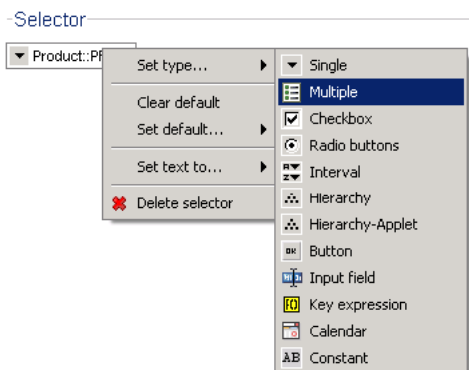 Selector
Product::PF
Set type...
Clear default
Set default...
Set text to...
Delete selector
Single
Multiple
Checkbox
Radio buttons
Interval
Hierarchy
Hierarchy-Applet
Button
Input field
Key expression
Calendar
AB Constant